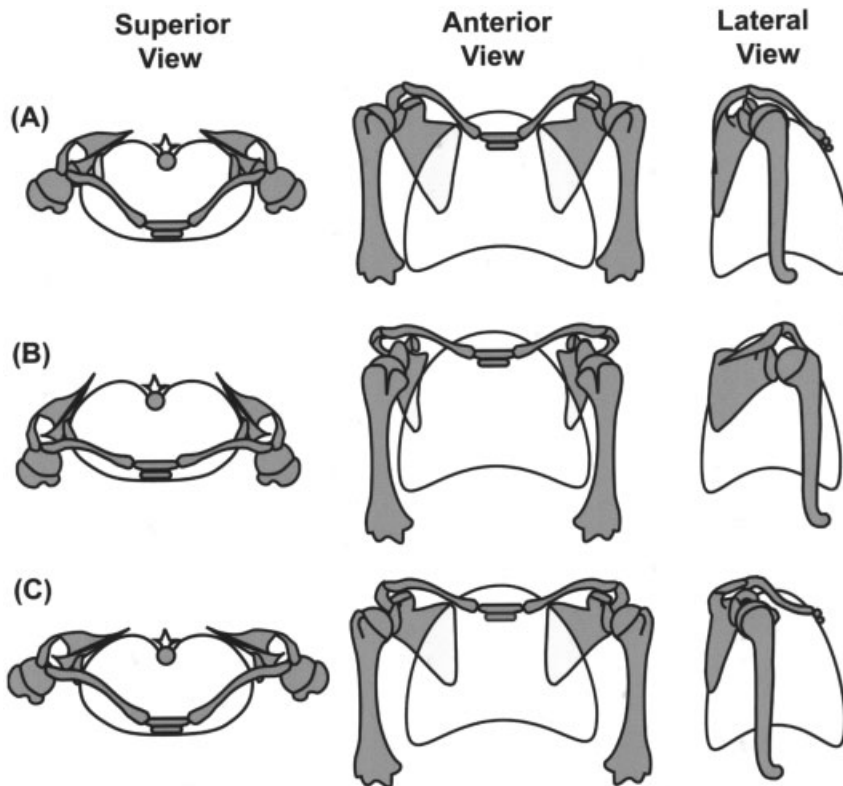 Superior
View
Anterior
View
Lateral
View
(A)
(B)
(C)